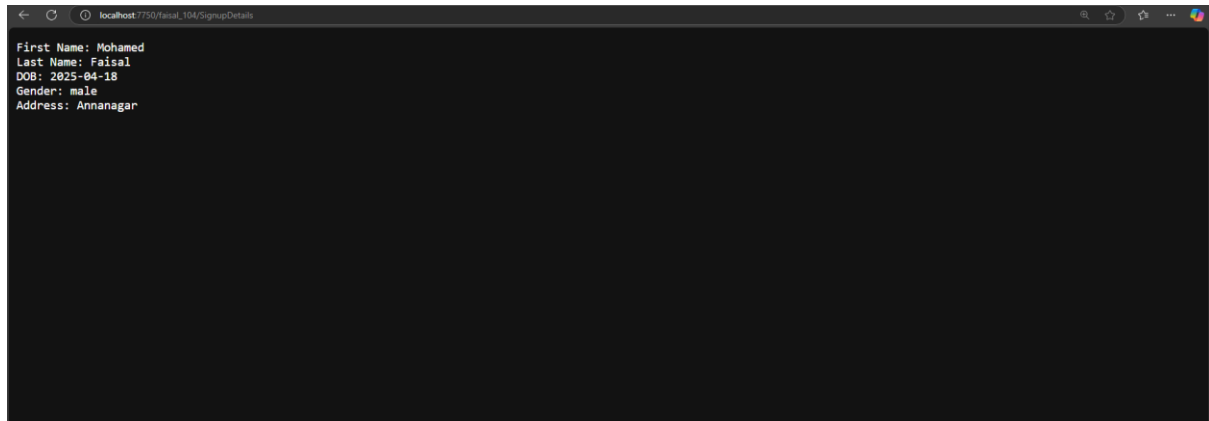 localhost:7750/faisal_104/SignupDetails
First Name: Mohamed
Last Name: Faisal
DOB: 2025-04-18
Gender: male
Address: Annanagar